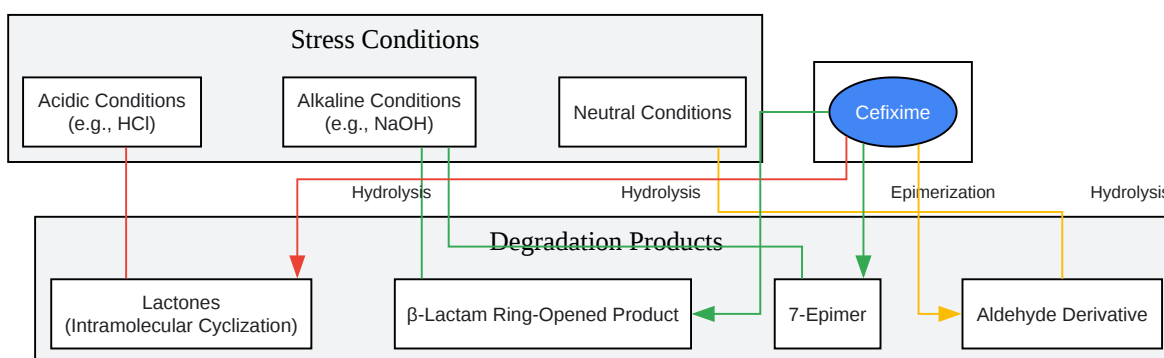 Stress Conditions
Acidic Conditions
(e.g., HCl)
Alkaline Conditions
(e.g., NaOH)
Neutral Conditions
Cefixime
Hydrolysis
Hydrolysis
Epimerization
Hydrolysis
Degradation Products
Lactones
(Intramolecular Cyclization)
β-Lactam Ring-Opened Product
7-Epimer
Aldehyde Derivative